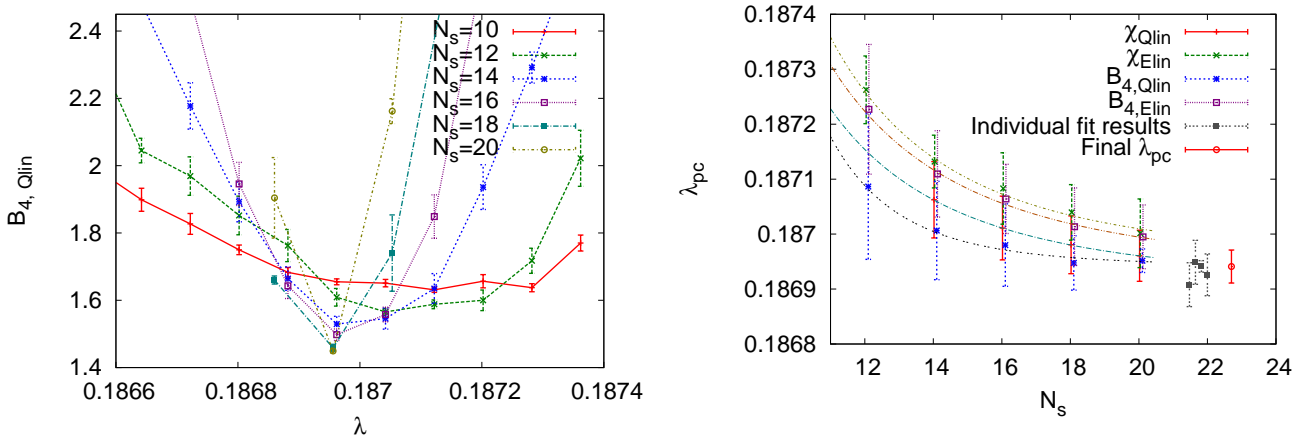 2.4
2.2
2
1.8
1.6
1.4
0.1866
0.1868
0.187
0.1872
0.1874
B4, Qlin
λ
Ns=10
Ns=12
Ns=14
Ns=16
Ns=18
Ns=20
0.1874
0.1873
0.1872
0.1871
0.187
0.1869
0.1868
12
14
16
18
20
22
24
λpc
Ns
χQlin
χElin
B4,Qlin
B4,Elin
Individual fit results
Final λpc